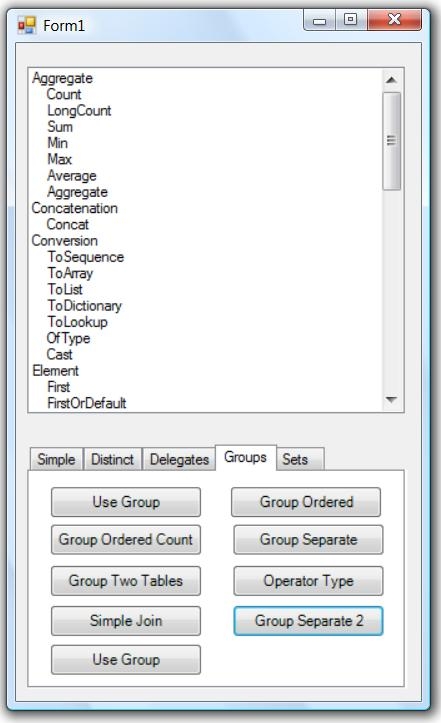 Form1
Aggregate
Count
LongCount
Sum
Min
Max
Average
Aggregate
Concatenation
Concat
Conversion
ToSequence
ToArray
ToList
ToDictionary
ToLookup
OfType
Cast
Element
First
FirstOrDefault
Simple Distinct Delegates Groups Sets
Use Group Group Ordered
Group Ordered Count Group Separate
Group Two Tables Operator Type
Simple Join Group Separate 2
Use Group